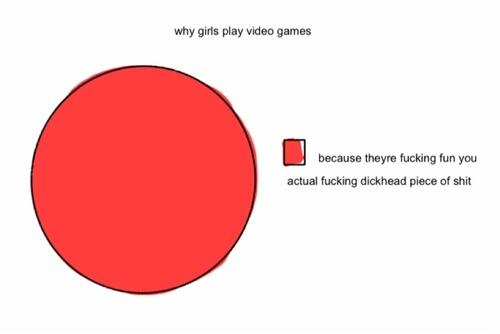 why girls play video games
because theyre fucking fun you
actual fucking dickhead piece of shit